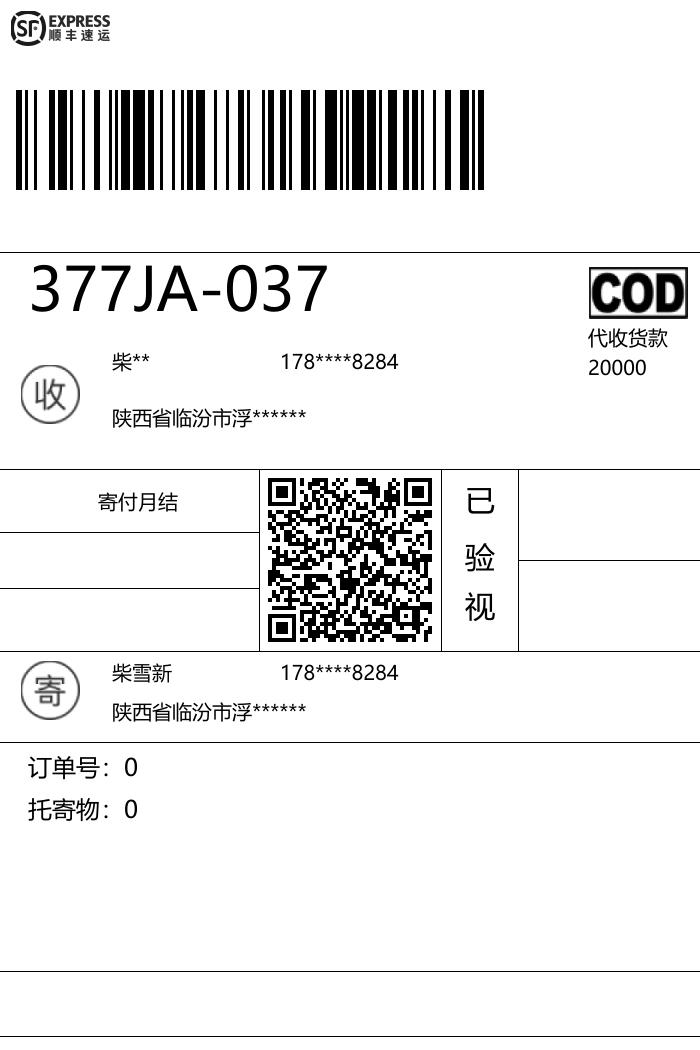 SF EXPRESS
顺丰速运
377JA-037
COD
代收货款
20000
收
柴** 178****8284
陕西省临汾市浮******
寄付月结
已验视
寄
柴雪新 178****8284
陕西省临汾市浮******
订单号：0
托寄物：0